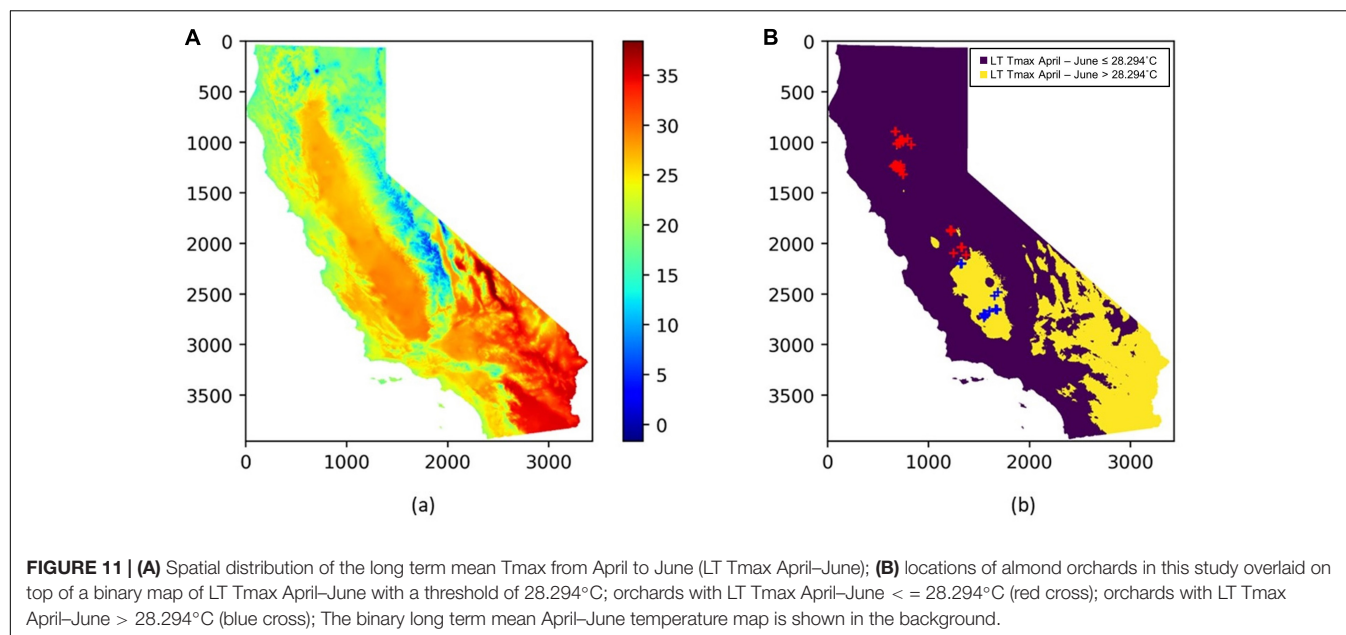 A
0
500
1000
1500
2000
2500
3000
3500
0 1000 2000 3000
35
30
25
20
15
10
5
0
(a)
B
0
500
1000
1500
2000
2500
3000
3500
0 1000 2000 3000
LT Tmax April – June ≤ 28.294°C
LT Tmax April – June > 28.294°C
(b)
FIGURE 11 | (A) Spatial distribution of the long term mean Tmax from April to June (LT Tmax April–June); (B) locations of almond orchards in this study overlaid on
top of a binary map of LT Tmax April–June with a threshold of 28.294°C; orchards with LT Tmax April–June < = 28.294°C (red cross); orchards with LT Tmax
April–June > 28.294°C (blue cross); The binary long term mean April–June temperature map is shown in the background.